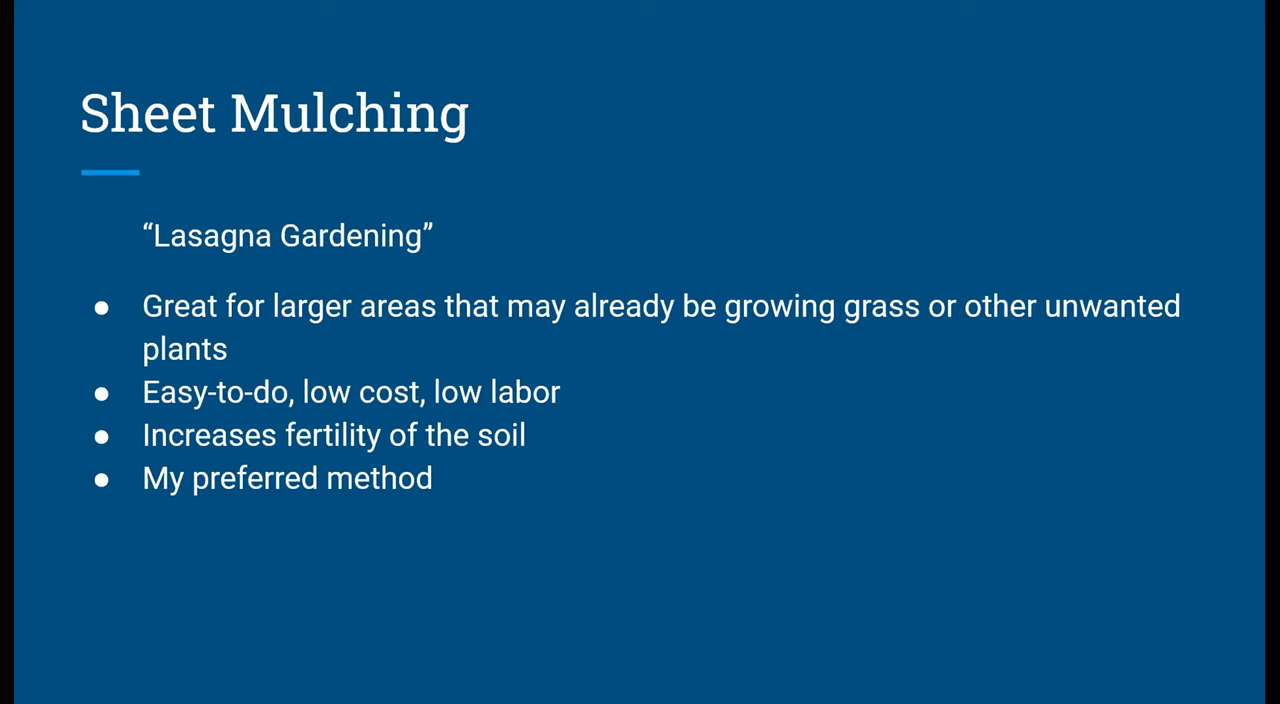 Sheet Mulching
“Lasagna Gardening”
● Great for larger areas that may already be growing grass or other unwanted
plants
● Easy-to-do, low cost, low labor
● Increases fertility of the soil
● My preferred method